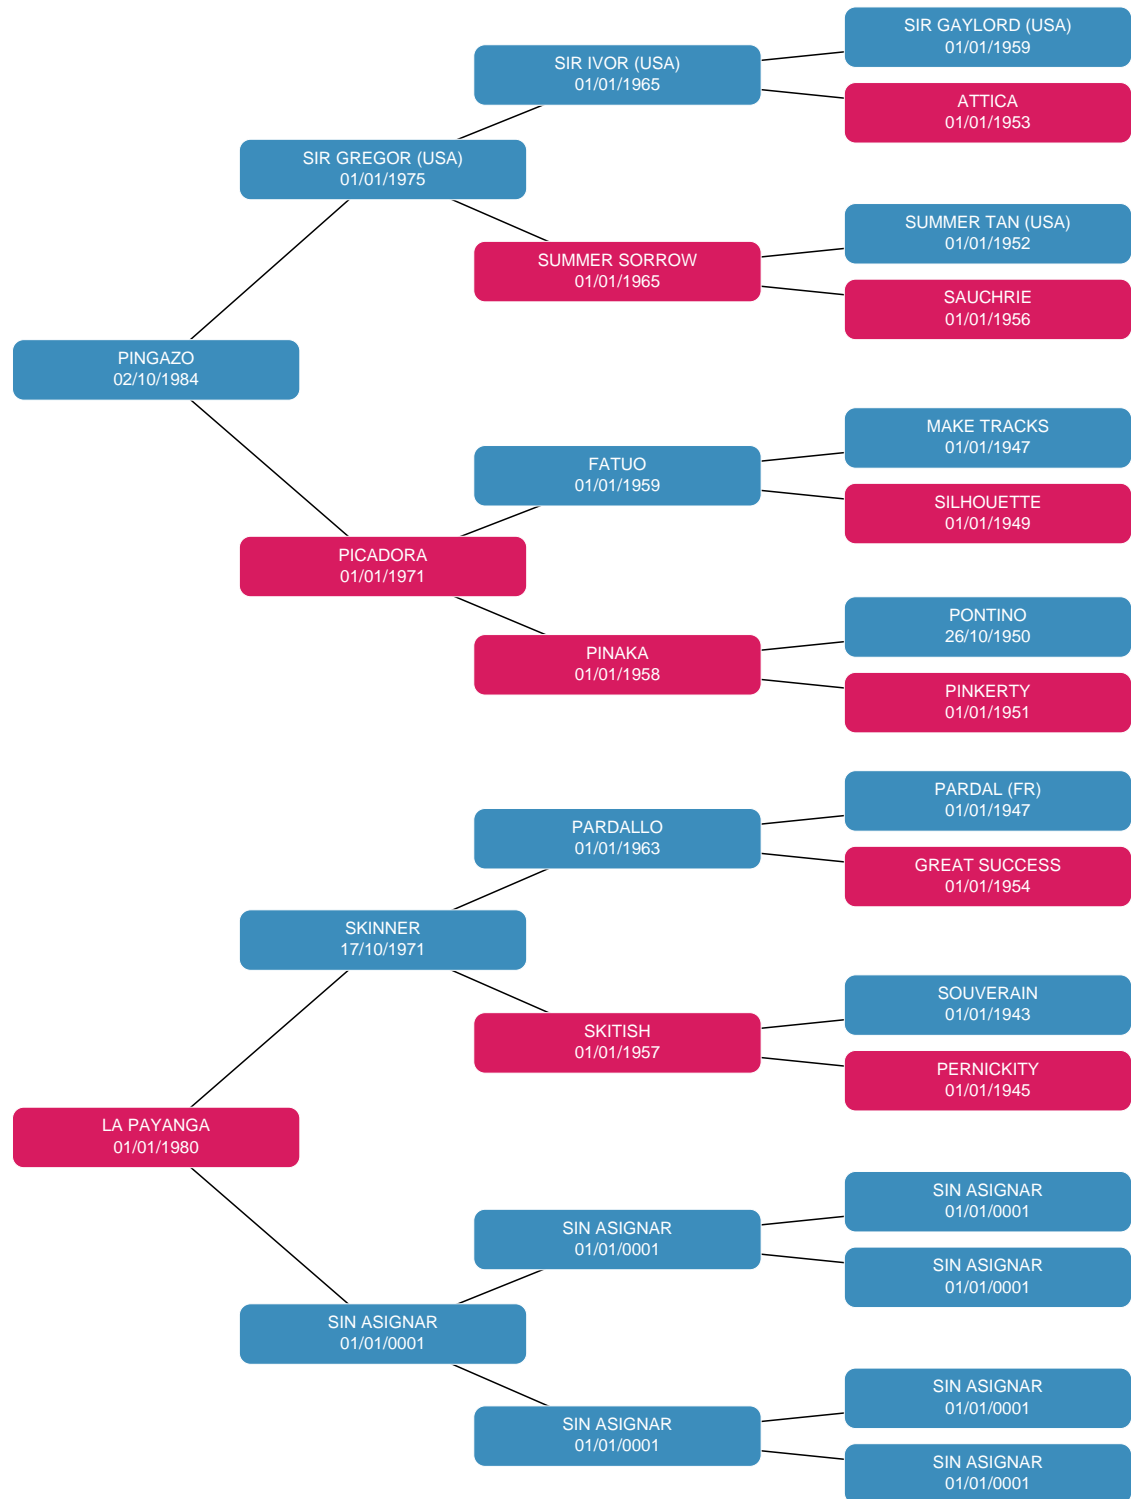 SIR GAYLORD (USA)
01/01/1959
SIR IVOR (USA)
01/01/1965
ATTICA
01/01/1953
SIR GREGOR (USA)
01/01/1975
SUMMER TAN (USA)
01/01/1952
SUMMER SORROW
01/01/1965
SAUCHRIE
01/01/1956
PINGAZO
02/10/1984
MAKE TRACKS
01/01/1947
FATUO
01/01/1959
SILHOUETTE
01/01/1949
PICADORA
01/01/1971
PONTINO
26/10/1950
PINAKA
01/01/1958
PINKERTY
01/01/1951
PARDAL (FR)
01/01/1947
PARDALLO
01/01/1963
GREAT SUCCESS
01/01/1954
SKINNER
17/10/1971
SOUVERAIN
01/01/1943
SKITISH
01/01/1957
PERNICKITY
01/01/1945
LA PAYANGA
01/01/1980
SIN ASIGNAR
01/01/0001
SIN ASIGNAR
01/01/0001
SIN ASIGNAR
01/01/0001
SIN ASIGNAR
01/01/0001
SIN ASIGNAR
01/01/0001
SIN ASIGNAR
01/01/0001
SIN ASIGNAR
01/01/0001